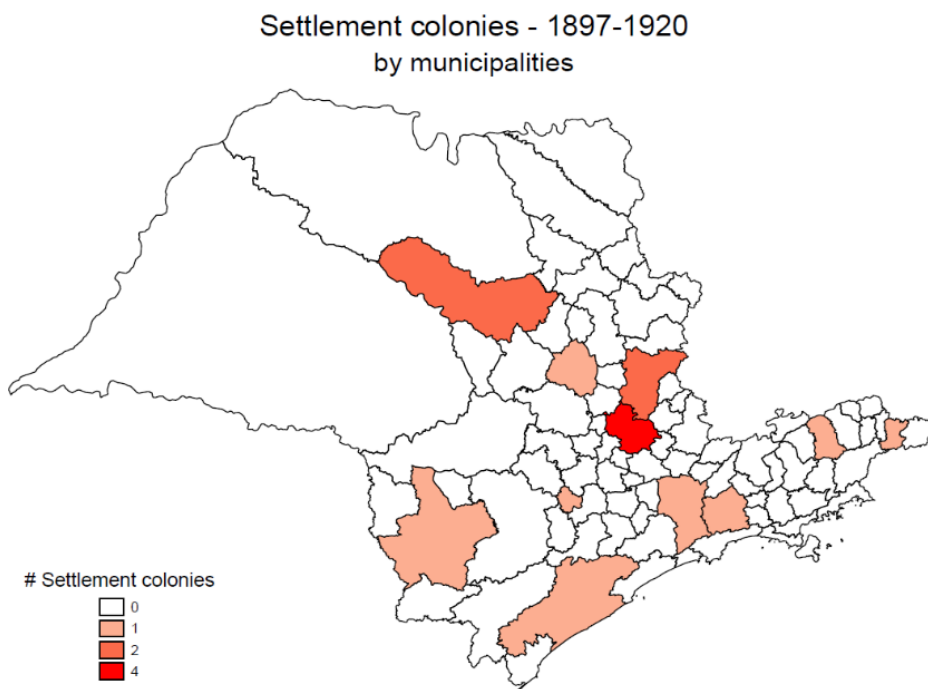 Settlement colonies - 1897-1920
by municipalities
# Settlement colonies
0
1
2
4